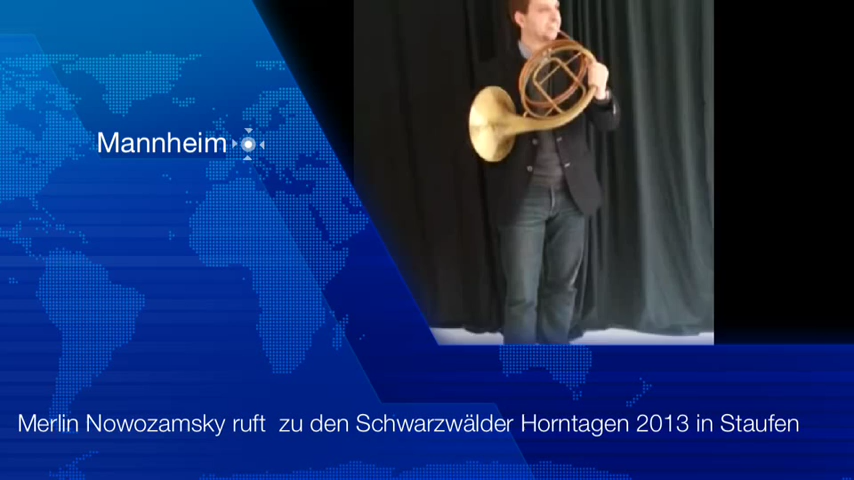 Mannheim
Merlin Nowozamsky ruft  zu den Schwarzwälder Horntagen 2013 in Staufen